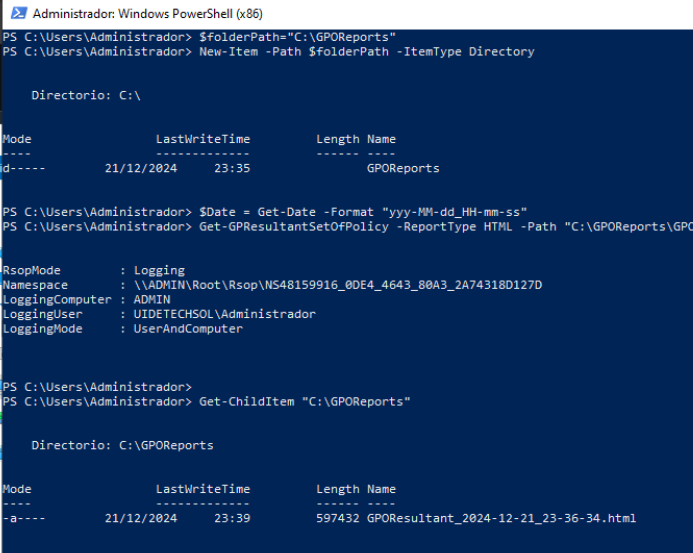 Administrador: Windows PowerShell (x86)
PS C:\Users\Administrador> $folderPath="C:\GPOReports"
PS C:\Users\Administrador> New-Item -Path $folderPath -ItemType Directory
Directorio: C:\
Mode LastWriteTime Length Name
---- ------------- ------ ----
d----- 21/12/2024 23:35 GPOReports
PS C:\Users\Administrador> $Date = Get-Date -Format "yyy-MM-dd_HH-mm-ss"
PS C:\Users\Administrador> Get-GPResultantSetOfPolicy -ReportType HTML -Path "C:\GPOReports\GPO
RsopMode : Logging
Namespace : \\ADMIN\Root\Rsop\NS48159916_0DE4_4643_80A3_2A74318D127D
LoggingComputer : ADMIN
LoggingUser : UIDETECHSOL\Administrador
LoggingMode : UserAndComputer
PS C:\Users\Administrador>
PS C:\Users\Administrador> Get-ChildItem "C:\GPOReports"
Directorio: C:\GPOReports
Mode LastWriteTime Length Name
---- ------------- ------ ----
-a---- 21/12/2024 23:39 597432 GPOResultant_2024-12-21_23-36-34.html